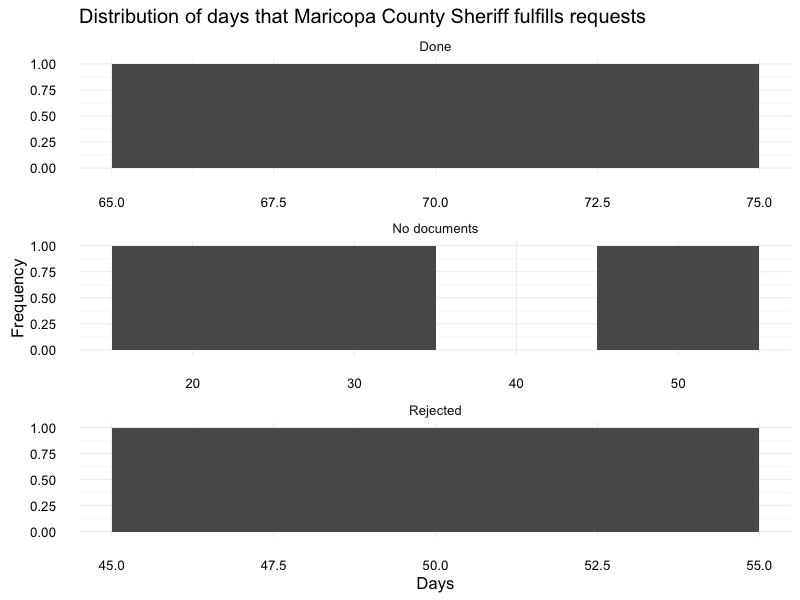 Distribution of days that Maricopa County Sheriff fulfills requests
Done
1.00
0.75
0.50
0.25
0.00
65.0 67.5 70.0 72.5 75.0
No documents
1.00
0.75
0.50
0.25
0.00
20 30 40 50
Frequency
Rejected
1.00
0.75
0.50
0.25
0.00
45.0 47.5 50.0 52.5 55.0
Days